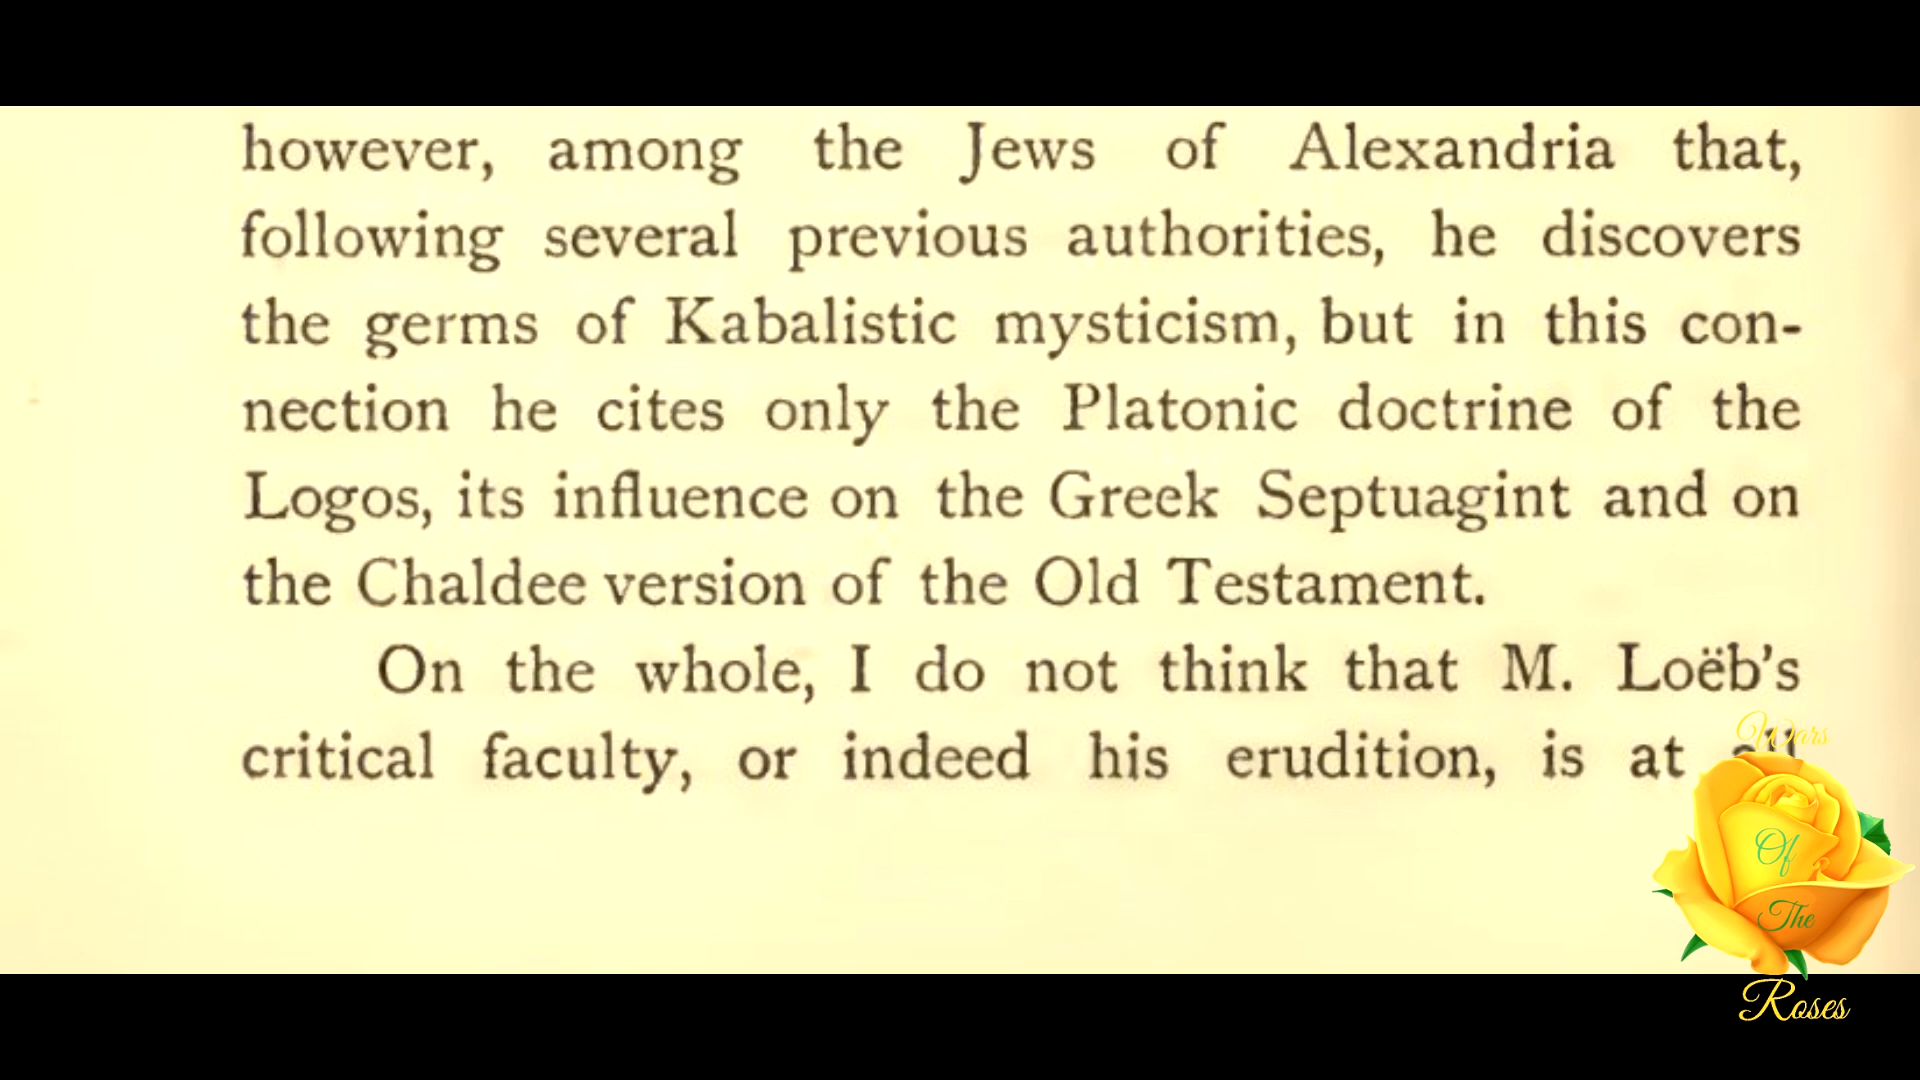 however, among the Jews of Alexandria that,
following several previous authorities, he discovers
the germs of Kabalistic mysticism, but in this con-
nection he cites only the Platonic doctrine of the
Logos, its influence on the Greek Septuagint and on
the Chaldee version of the Old Testament.
On the whole, I do not think that M. Loëb's
critical faculty, or indeed his erudition, is at
Wars
Of
The
Roses